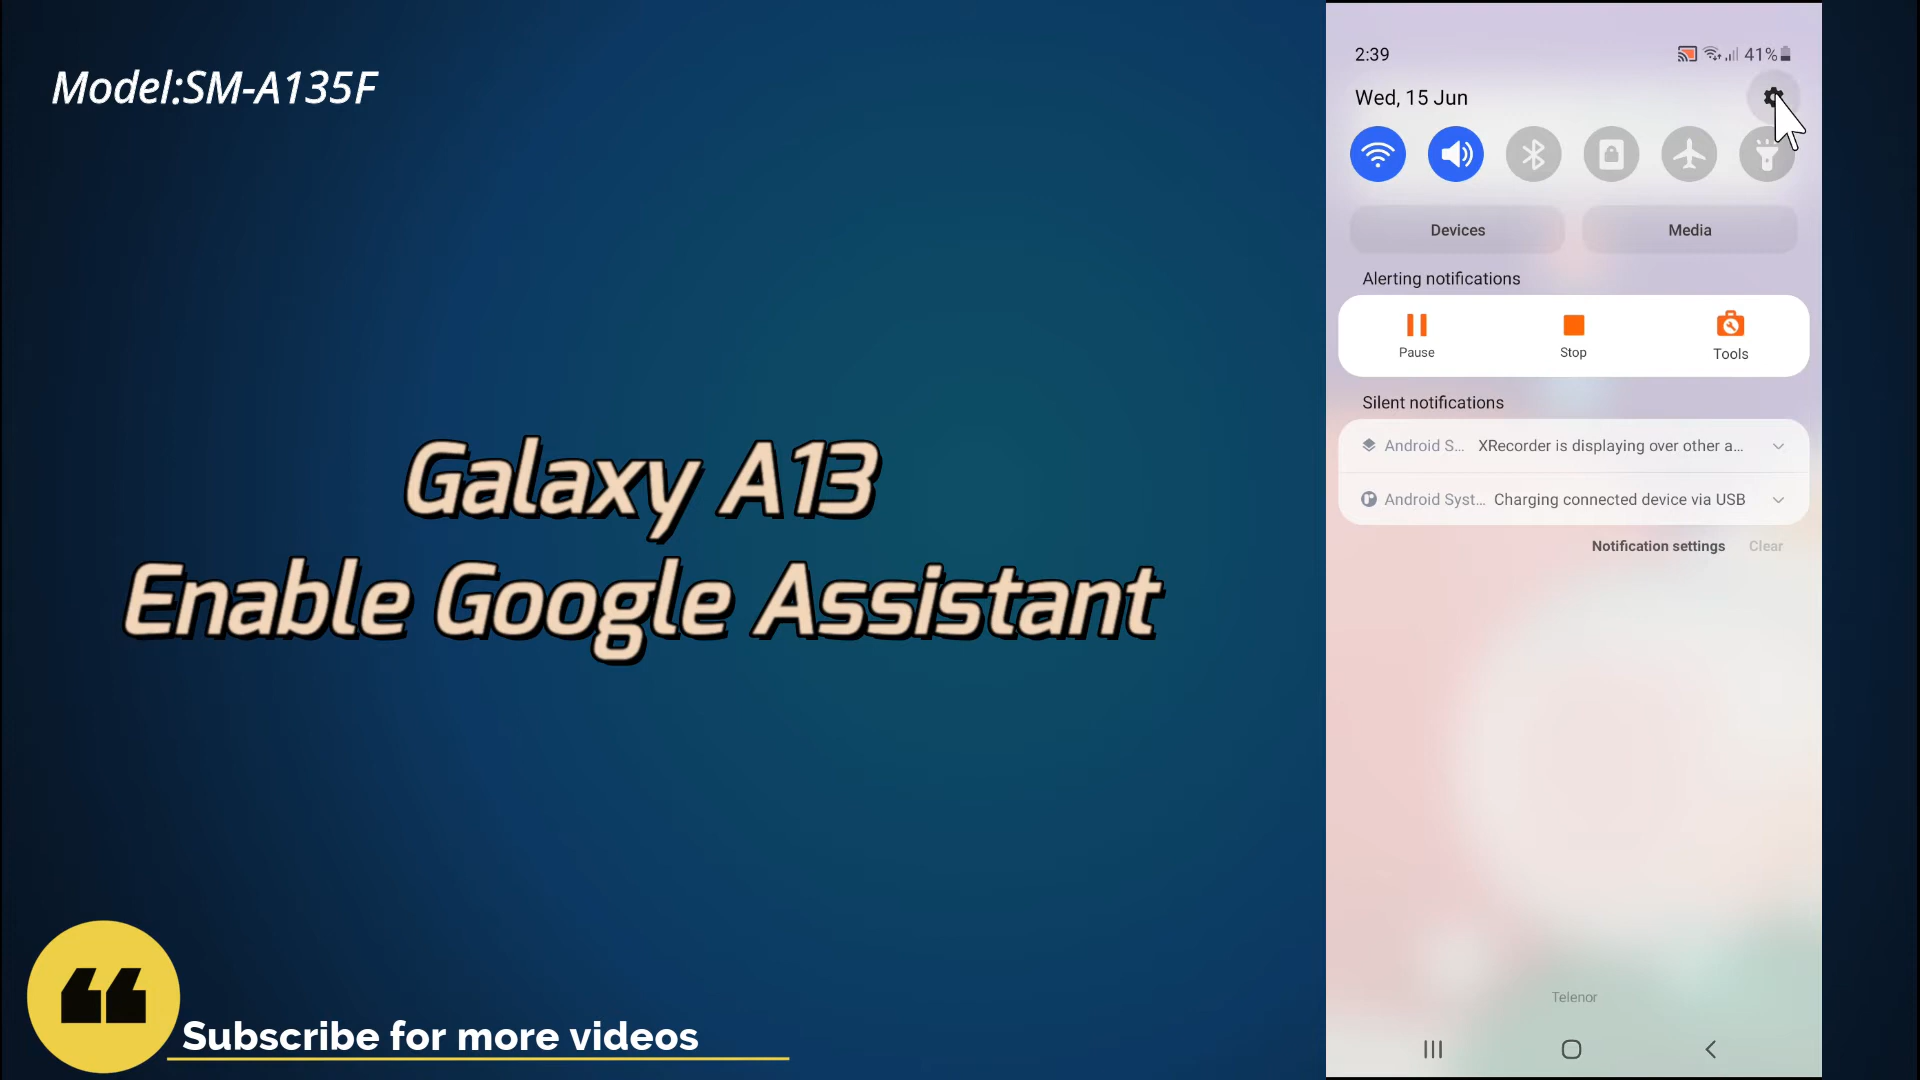 Model:SM-A135F
Galaxy A13
Enable Google Assistant
Subscribe for more videos
2:39
41%
Wed, 15 Jun
Devices
Media
Alerting notifications
Pause
Stop
Tools
Silent notifications
Android S... XRecorder is displaying over other a...
Android Syst... Charging connected device via USB
Notification settings Clear
Telenor